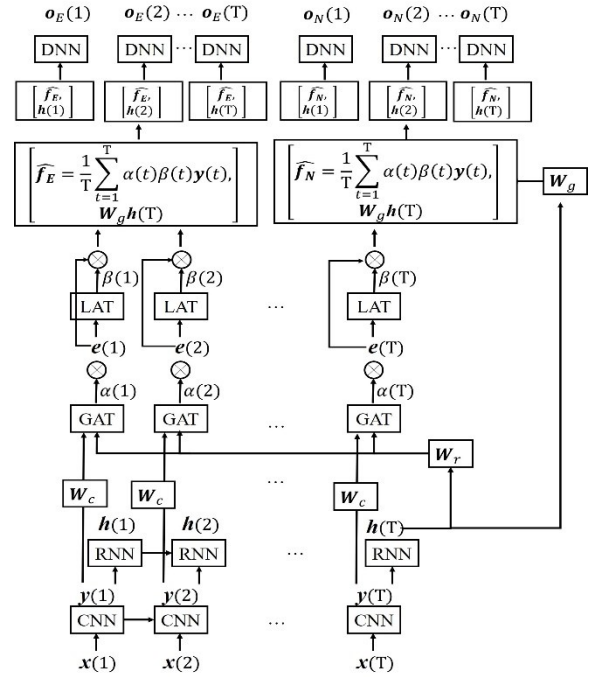 o_E(1) o_E(2) ... o_E(T) o_N(1) o_N(2) ... o_N(T)
DNN DNN ... DNN DNN ... DNN ... DNN
[f̂_E, h(1)] [f̂_E, h(2)] [f̂_E, h(T)] [f̂_N, h(1)] [f̂_N, h(2)] [f̂_N, h(T)]
[f̂_E = 1/T ∑_{t=1}^{T} α(t)β(t)y(t), W_g h(T)] [f̂_N = 1/T ∑_{t=1}^{T} α(t)β(t)y(t), W_g h(T)] W_g
β(1) β(2) β(T)
LAT LAT ... LAT
e(1) e(2) ... e(T)
α(1) α(2) α(T)
GAT GAT ... GAT
W_r
W_c W_c ... W_c
h(1) h(2) h(T)
RNN RNN ... RNN
y(1) y(2) y(T)
CNN CNN ... CNN
x(1) x(2) x(T)